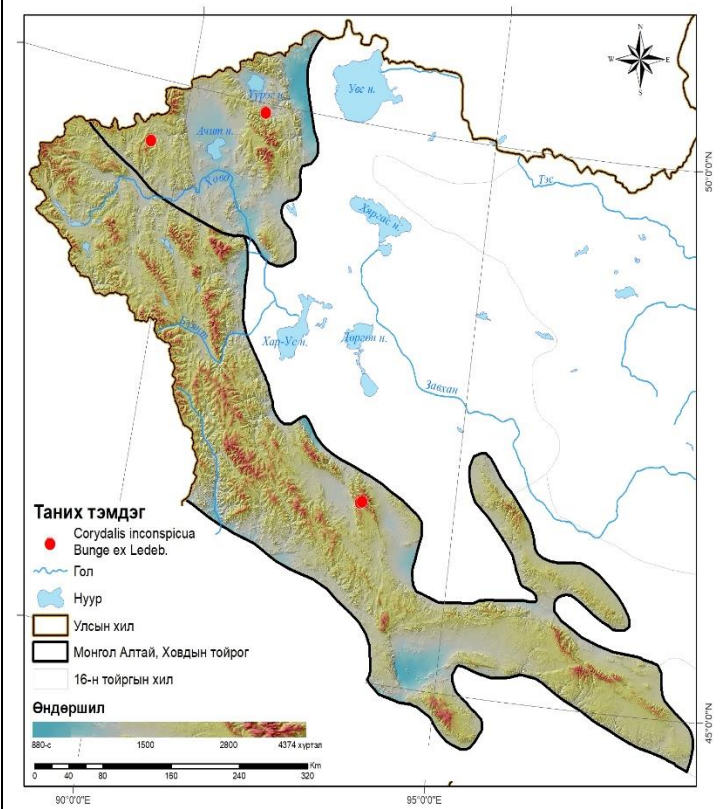 N
W
E
S
Увс н.
Үүрэг н.
Ачит н.
Ховд
50°0'0"N
Тэс
Хяргас н.
Буянт
Хар-Ус н.
Дөргөн н.
Завхан
Таних тэмдэг
Corydalis inconspicua
Bunge ex Ledeb.
Гол
Нуур
Улсын хил
Монгол Алтай, Ховдын тойрог
16-н тойргын хил
Өндөршил
880-с 1500 2800 4374 хүртэл
0 40 80 160 240 320 Km
45°0'0"N
90°0'0"E
95°0'0"E